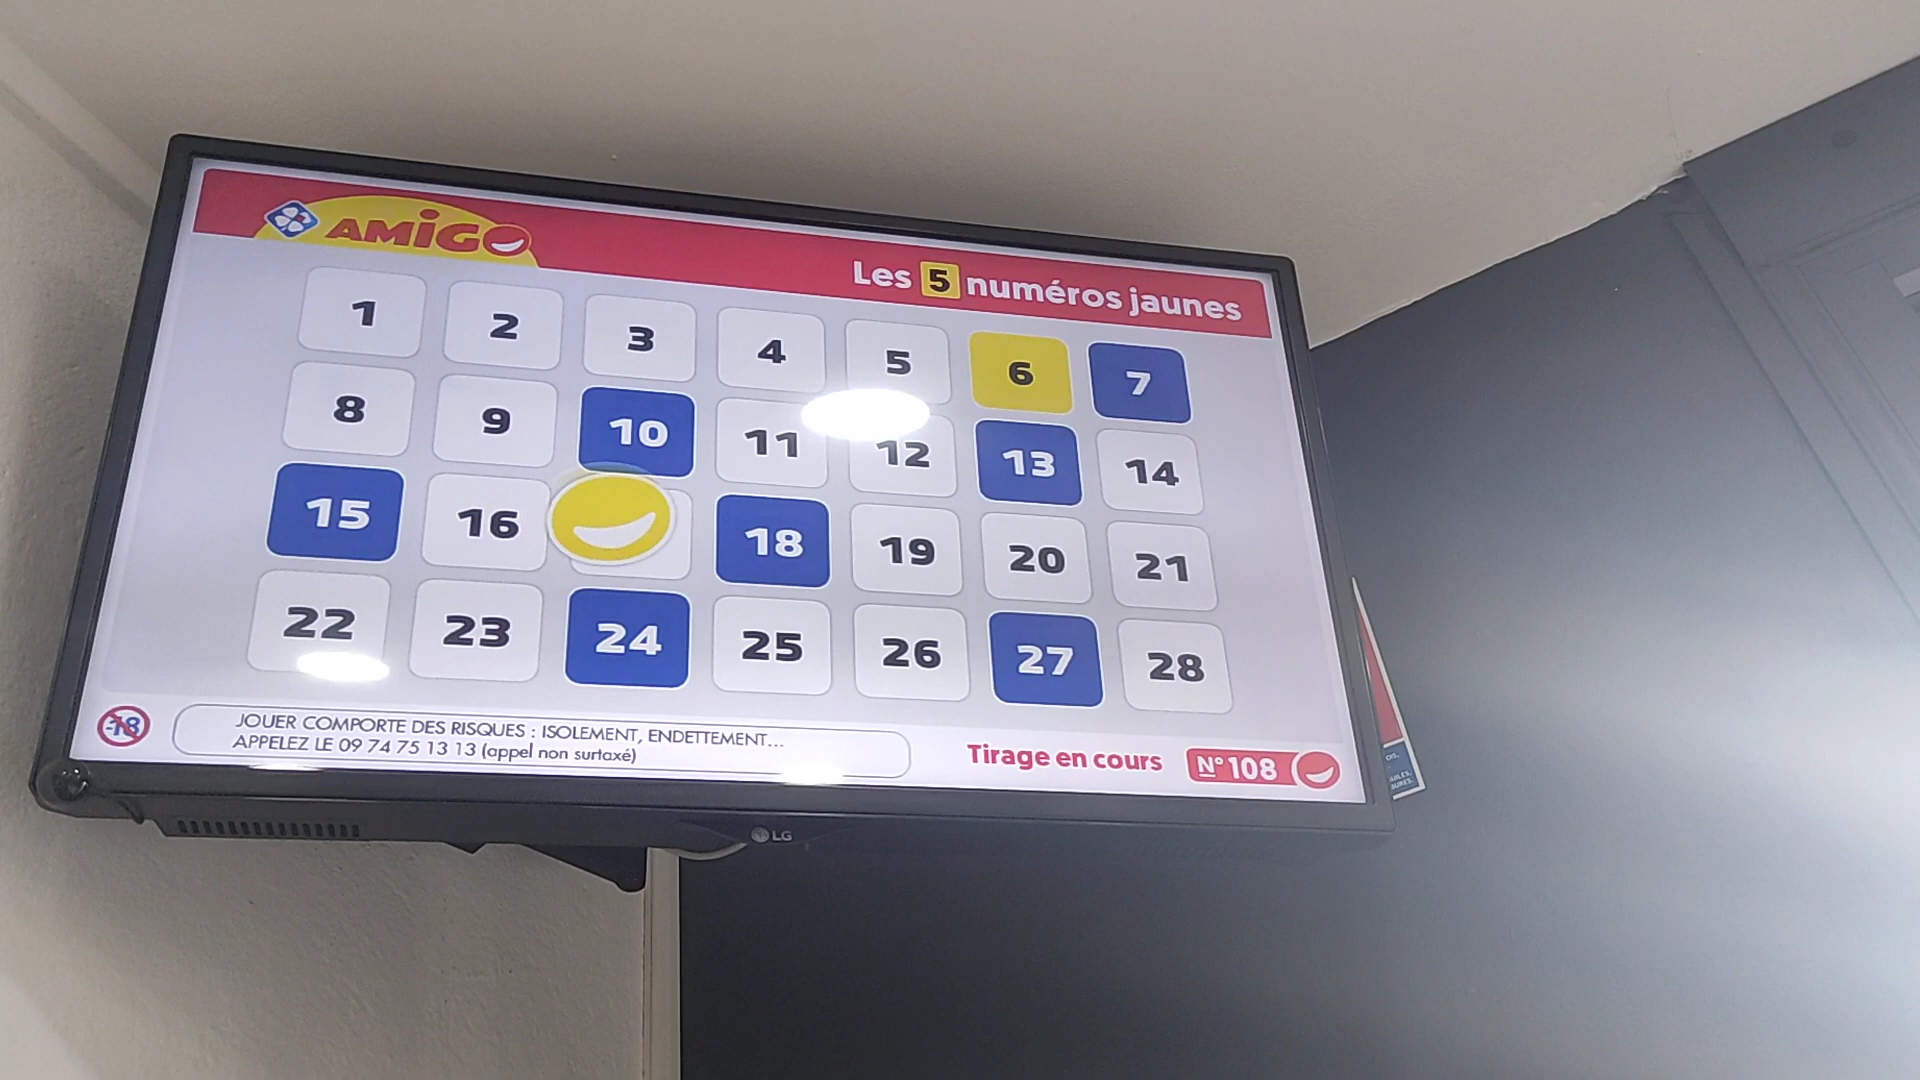 AMIGO
Les 5 numéros jaunes
1 2 3 4 5 6 7
8 9 10 11 12 13 14
15 16 18 19 20 21
22 23 24 25 26 27 28
-18
JOUER COMPORTE DES RISQUES : ISOLEMENT, ENDETTEMENT...
APPELEZ LE 09 74 75 13 13 (appel non surtaxé)
Tirage en cours N° 108
LG